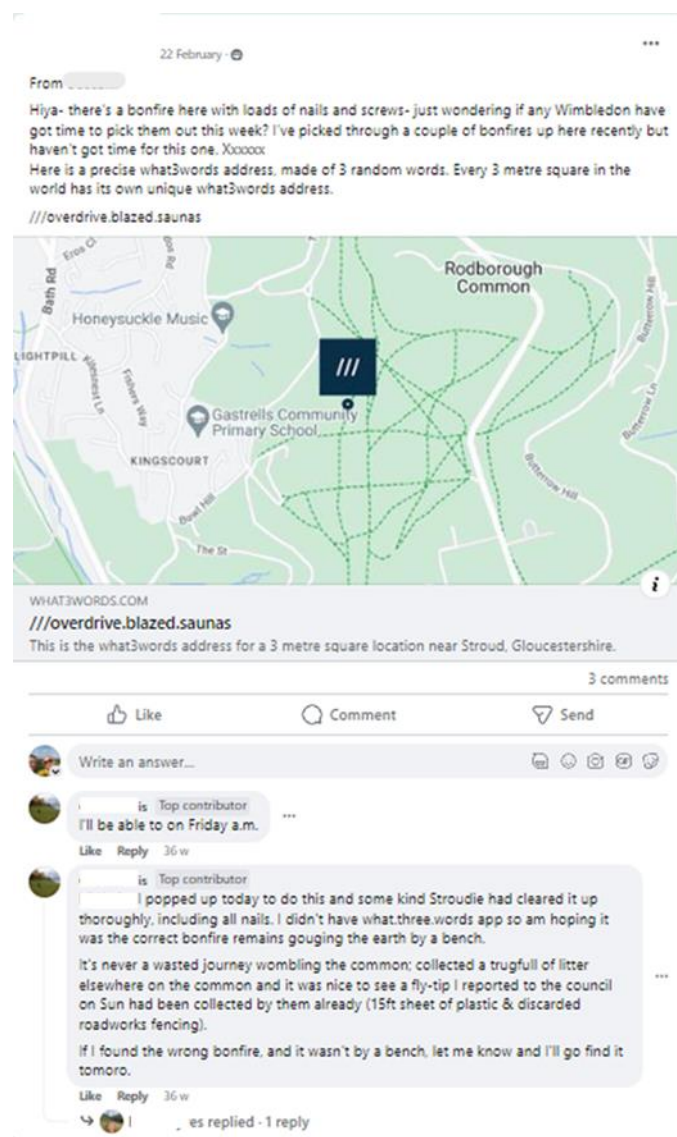 22 February
From
Hiya- there's a bonfire here with loads of nails and screws- just wondering if any Wimbledon have
got time to pick them out this week? I've picked through a couple of bonfires up here recently but
haven't got time for this one. Xxxxxx
Here is a precise what3words address, made of 3 random words. Every 3 metre square in the
world has its own unique what3words address.
///overdrive.blazed.saunas
Eros Cl
Rd
Bath Rd
Rodborough
Common
Honeysuckle Music
LIGHTPILL
Fishers Way
///
Gastrells Community
Primary School
KINGSCOURT
Bowl Hill
The St
Butterrow Hill
Butterrow Ln
Butterrow Hill
i
WHAT3WORDS.COM
///overdrive.blazed.saunas
This is the what3words address for a 3 metre square location near Stroud, Gloucestershire.
3 comments
Like
Comment
Send
Write an answer...
is Top contributor
I'll be able to on Friday a.m.
Like Reply 36 w
is Top contributor
I popped up today to do this and some kind Stroudie had cleared it up
thoroughly, including all nails. I didn't have what.three.words app so am hoping it
was the correct bonfire remains gouging the earth by a bench.
It's never a wasted journey wombling the common; collected a trugfull of litter
elsewhere on the common and it was nice to see a fly-tip I reported to the council
on Sun had been collected by them already (15ft sheet of plastic & discarded
roadworks fencing).
If I found the wrong bonfire, and it wasn't by a bench, let me know and I'll go find it
tomoro.
Like Reply 36 w
es replied · 1 reply